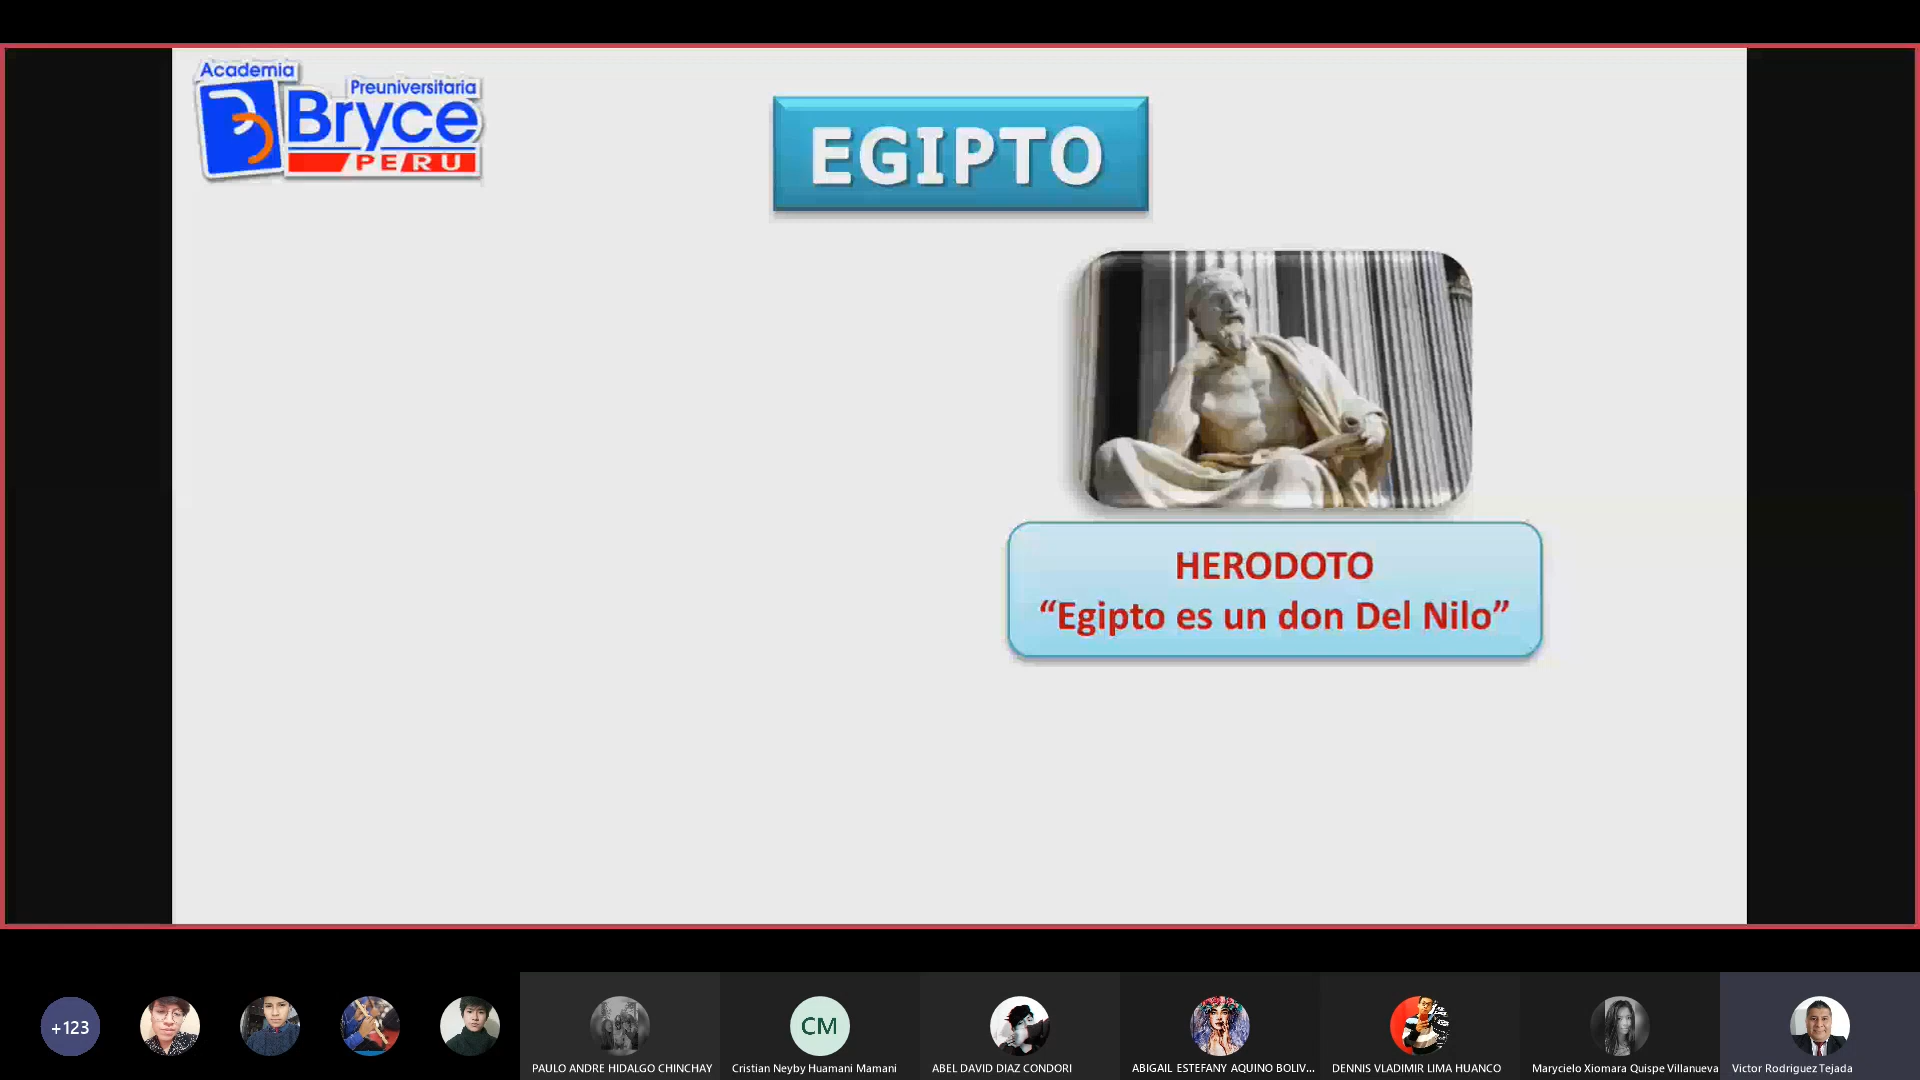 Academia
Preuniversitaria
Bryce
PERU
EGIPTO
HERODOTO
“Egipto es un don Del Nilo”
+123
PAULO ANDRE HIDALGO CHINCHAY
CM
Cristian Neyby Huamani Mamani
ABEL DAVID DIAZ CONDORI
ABIGAIL ESTEFANY AQUINO BOLIV...
DENNIS VLADIMIR LIMA HUANCO
Marycielo Xiomara Quispe Villanueva
Victor Rodriguez Tejada